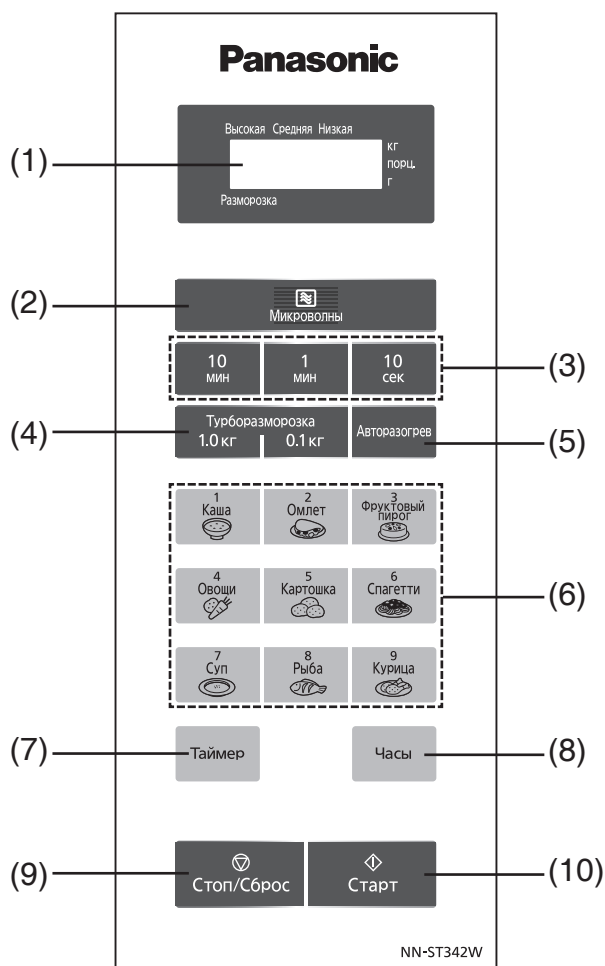 Panasonic
Высокая Средняя Низкая
кг
(1)
порц.
г
Разморозка
(2)
Микроволны
10 1 10
мин мин сек
(3)
(4)
Турборазморозка
1.0 кг 0.1 кг
Авторазогрев
(5)
1 2 3
Каша Омлет Фруктовый
пирог
4 5 6
Овощи Картошка Спагетти
(6)
7 8 9
Суп Рыба Курица
(7)
Таймер Часы
(8)
(9)
Стоп/Сброс Старт
(10)
NN-ST342W